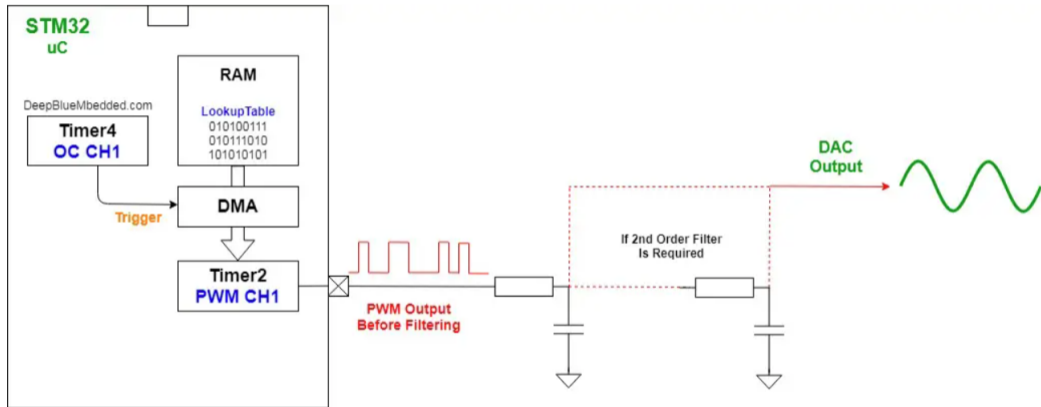 STM32
uC
RAM
LookupTable
010100111
010111010
101010101
DeepBlueMbedded.com
Timer4
OC CH1
Trigger
DMA
Timer2
PWM CH1
PWM Output
Before Filtering
If 2nd Order Filter
Is Required
DAC
Output